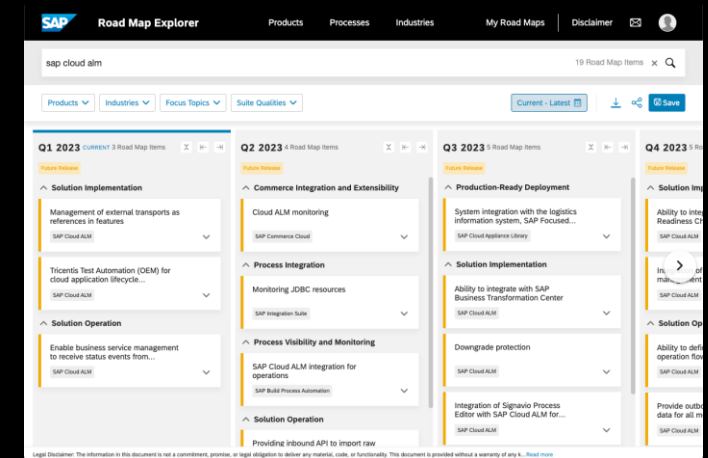 SAP Road Map Explorer Products Processes Industries My Road Maps Disclaimer
sap cloud alm 19 Road Map Items
Products Industries Focus Topics Suite Qualities Current - Latest Save
Q1 2023 CURRENT 3 Road Map Items
Future Release
Solution Implementation
Management of external transports as
references in features
SAP Cloud ALM
Tricentis Test Automation (OEM) for
cloud application lifecycle...
SAP Cloud ALM
Solution Operation
Enable business service management
to receive status events from...
SAP Cloud ALM
Q2 2023 4 Road Map Items
Future Release
Commerce Integration and Extensibility
Cloud ALM monitoring
SAP Commerce Cloud
Process Integration
Monitoring JDBC resources
SAP Integration Suite
Process Visibility and Monitoring
SAP Cloud ALM integration for
operations
SAP Build Process Automation
Solution Operation
Providing inbound API to import raw
Q3 2023 5 Road Map Items
Future Release
Production-Ready Deployment
System integration with the logistics
information system, SAP Focused...
SAP Cloud Appliance Library
Solution Implementation
Ability to integrate with SAP
Business Transformation Center
SAP Cloud ALM
Downgrade protection
SAP Cloud ALM
Integration of Signavio Process
Editor with SAP Cloud ALM for...
SAP Cloud ALM
Q4 2023 5
Future Release
Solution
Ability to
Readiness
SAP Cloud ALM
of
SAP Cloud ALM
Solution
Ability to
operation
SAP Cloud ALM
Provide
data for all
SAP Cloud ALM
Legal Disclaimer: The information in this document is not a commitment, promise, or legal obligation to deliver any material, code, or functionality. This document is provided without a warranty of any k... Read more